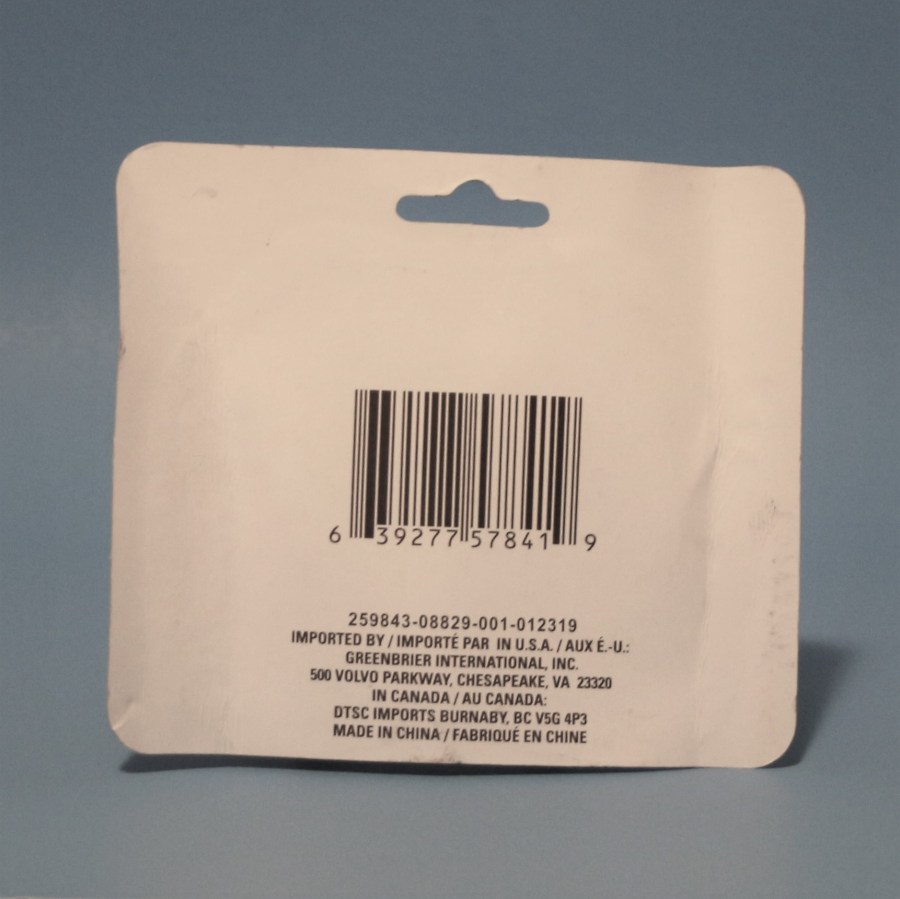 6 39277 57841 9
259843-08829-001-012319
IMPORTED BY / IMPORTÉ PAR IN U.S.A. / AUX É.-U.:
GREENBRIER INTERNATIONAL, INC.
500 VOLVO PARKWAY, CHESAPEAKE, VA 23320
IN CANADA / AU CANADA:
DTSC IMPORTS BURNABY, BC V5G 4P3
MADE IN CHINA / FABRIQUÉ EN CHINE